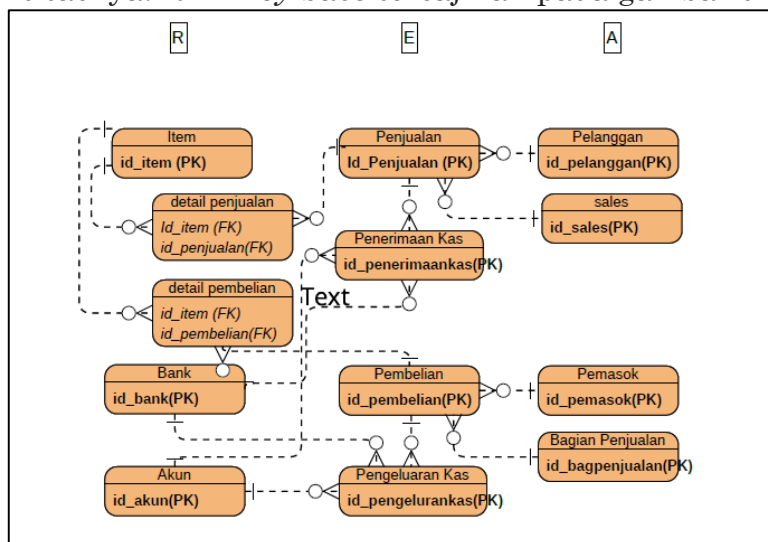 R
E
A
Item
id_item (PK)
Penjualan
Id_Penjualan (PK)
Pelanggan
id_pelanggan(PK)
detail penjualan
Id_item (FK)
id_penjualan(FK)
sales
id_sales(PK)
Penerimaan Kas
id_penerimaankas(PK)
detail pembelian
id_item (FK)
id_pembelian(FK)
Text
Bank
id_bank(PK)
Pembelian
id_pembelian(PK)
Pemasok
id_pemasok(PK)
Bagian Penjualan
id_bagpenjualan(PK)
Akun
id_akun(PK)
Pengeluaran Kas
id_pengelurankas(PK)